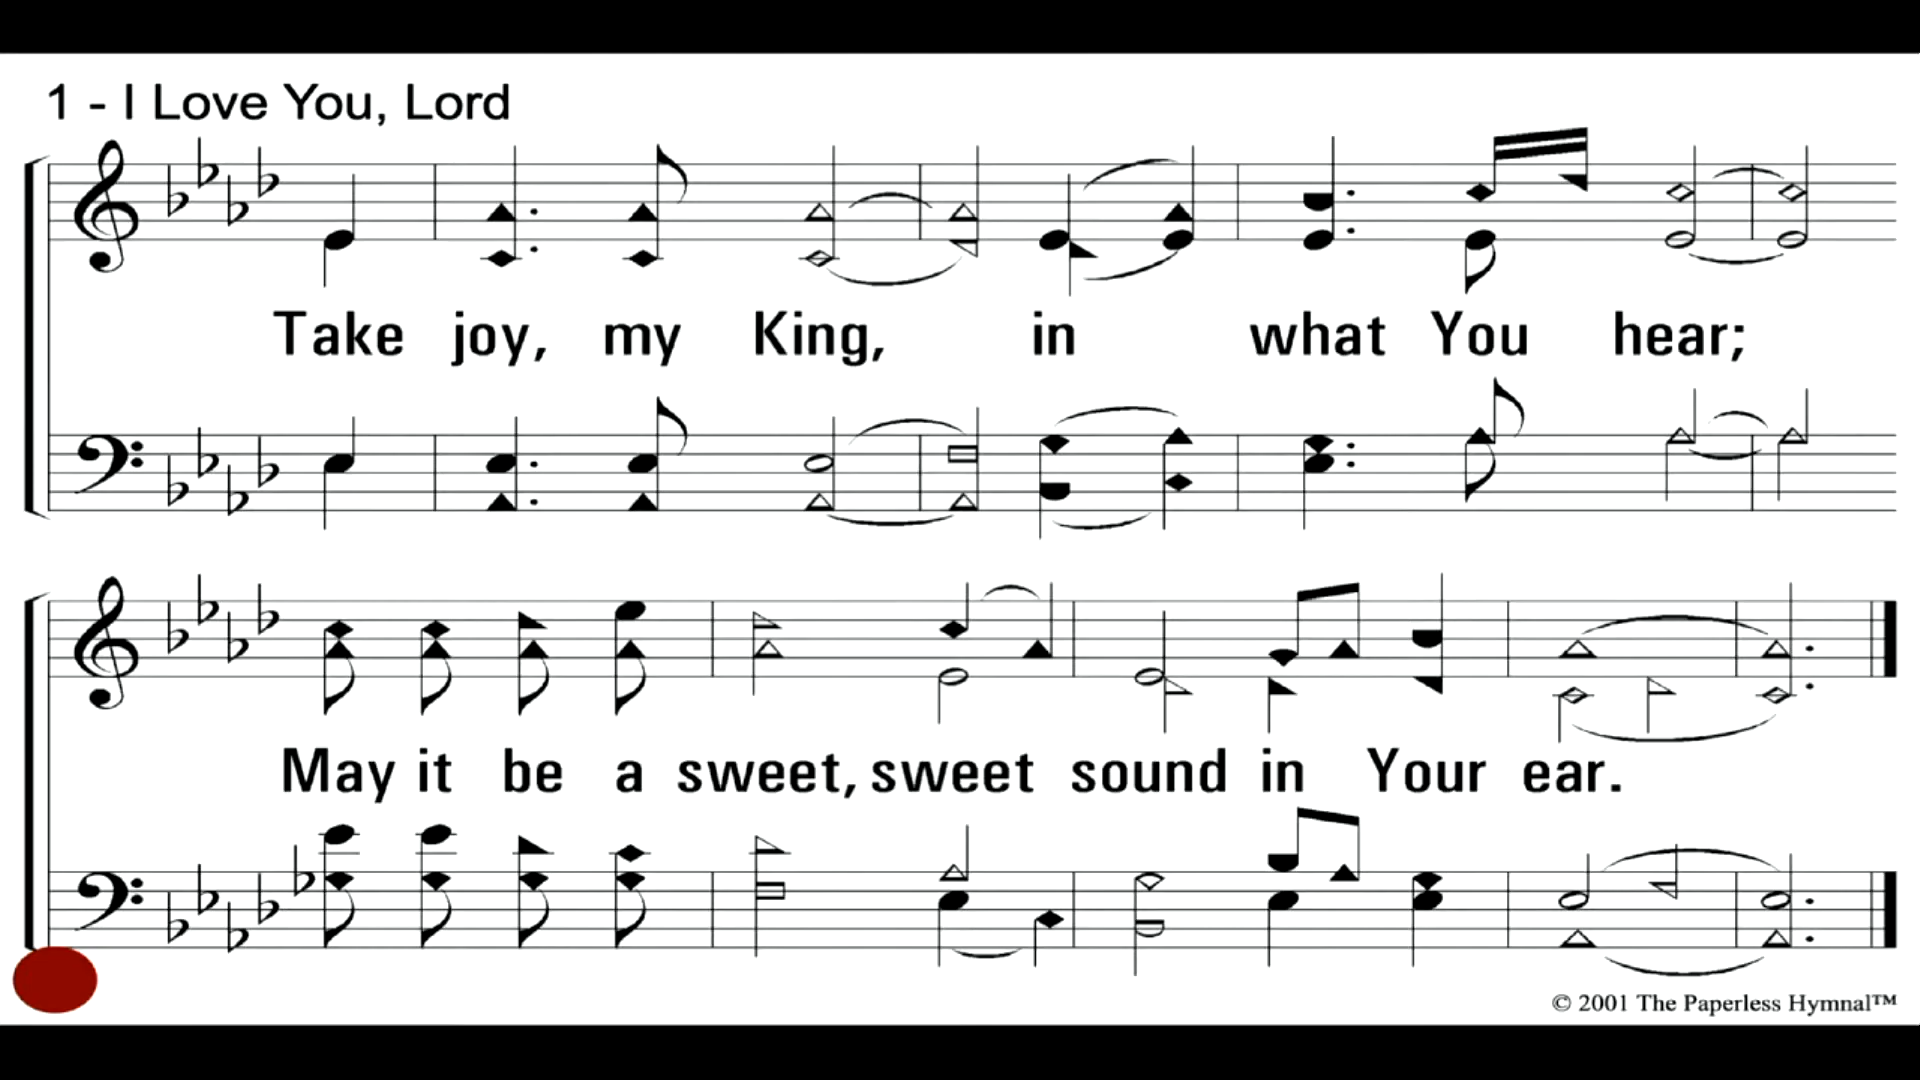 1 - I Love You, Lord
Take joy, my King, in what You hear;
May it be a sweet, sweet sound in Your ear.
© 2001 The Paperless Hymnal™